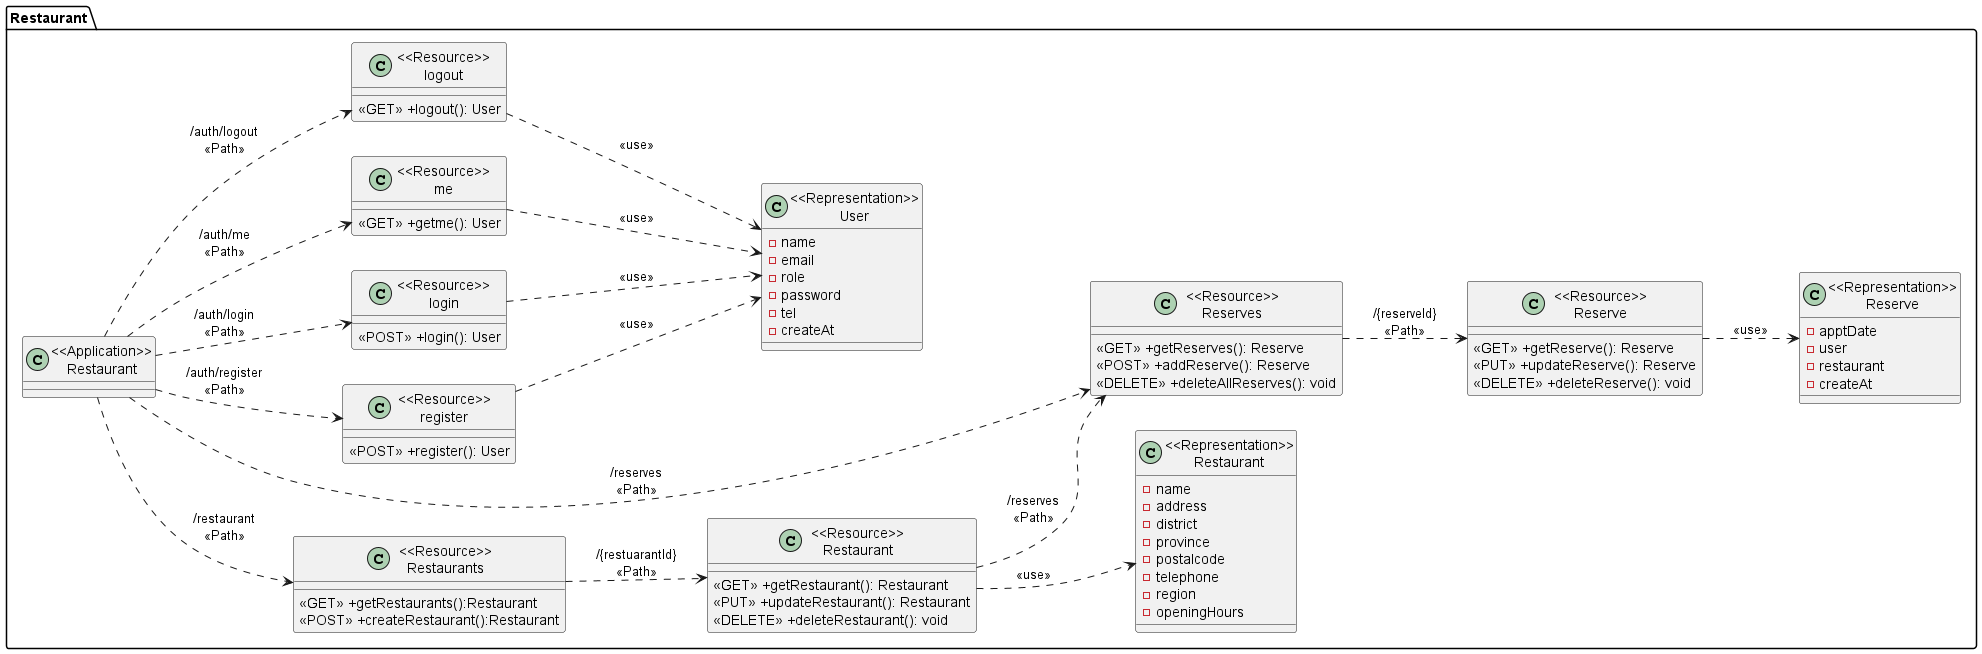 Restaurant
C
<<Resource>>
logout
«GET» +logout(): User
/auth/logout
«Path»
«use»
C
<<Resource>>
me
«GET» +getme(): User
/auth/me
«Path»
«use»
C
<<Resource>>
login
«POST» +login(): User
/auth/login
«Path»
«use»
C
<<Application>>
Restaurant
/auth/register
«Path»
C
<<Resource>>
register
«POST» +register(): User
«use»
C
<<Representation>>
User
name
email
role
password
tel
createAt
/reserves
«Path»
/restaurant
«Path»
C
<<Resource>>
Restaurants
«GET» +getRestaurants():Restaurant
«POST» +createRestaurant():Restaurant
/{restuarantId}
«Path»
C
<<Resource>>
Restaurant
«GET» +getRestaurant(): Restaurant
«PUT» +updateRestaurant(): Restaurant
«DELETE» +deleteRestaurant(): void
/reserves
«Path»
«use»
C
<<Resource>>
Reserves
«GET» +getReserves(): Reserve
«POST» +addReserve(): Reserve
«DELETE» +deleteAllReserves(): void
C
<<Representation>>
Restaurant
name
address
district
province
postalcode
telephone
region
openingHours
/{reserveId}
«Path»
C
<<Resource>>
Reserve
«GET» +getReserve(): Reserve
«PUT» +updateReserve(): Reserve
«DELETE» +deleteReserve(): void
«use»
C
<<Representation>>
Reserve
apptDate
user
restaurant
createAt